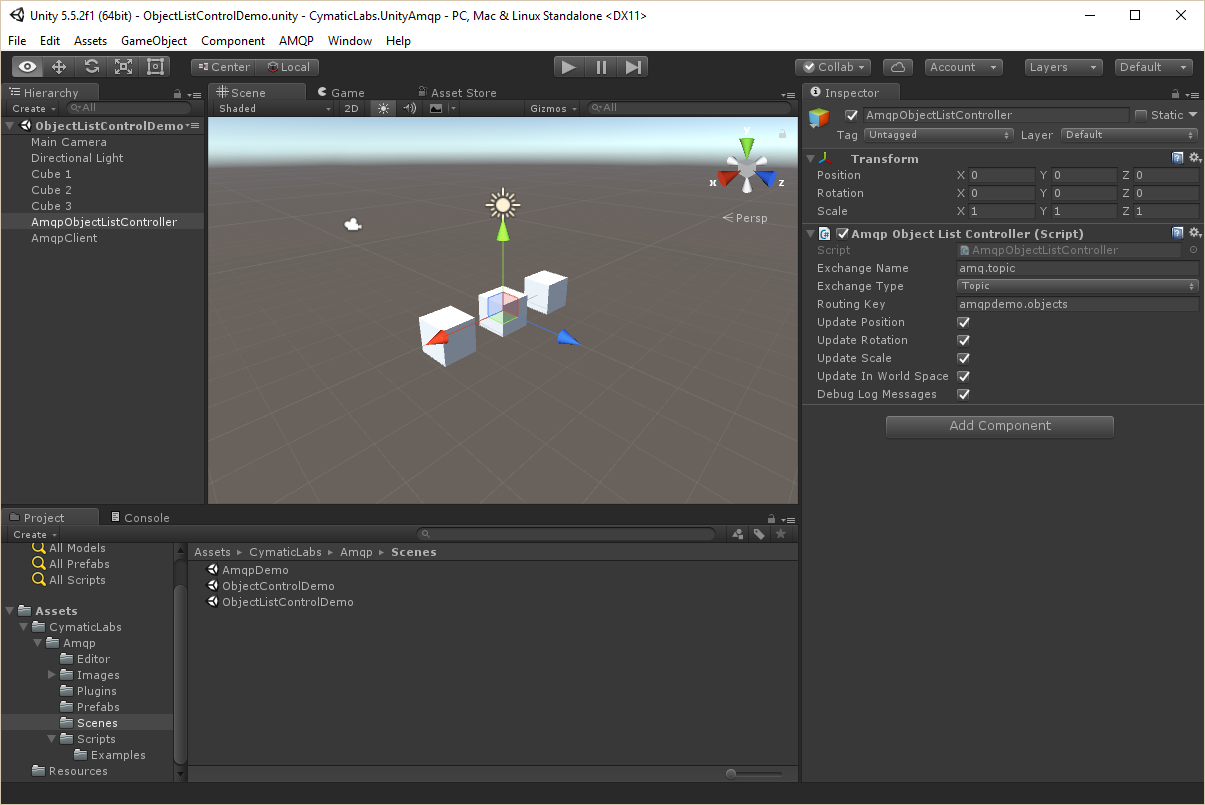 Unity 5.5.2f1 (64bit) - ObjectListControlDemo.unity - CymaticLabs.UnityAmqp - PC, Mac & Linux Standalone <DX11>
File Edit Assets GameObject Component AMQP Window Help
Center Local Collab Account Layers Default
Hierarchy
Create All
ObjectListControlDemo
Main Camera
Directional Light
Cube 1
Cube 2
Cube 3
AmqpObjectListController
AmqpClient
Scene Game Asset Store
Shaded 2D Gizmos All
y
x z
Persp
Inspector
AmqpObjectListController Static
Tag Untagged Layer Default
Transform
Position X 0 Y 0 Z 0
Rotation X 0 Y 0 Z 0
Scale X 1 Y 1 Z 1
Amqp Object List Controller (Script)
Script AmqpObjectListController
Exchange Name amq.topic
Exchange Type Topic
Routing Key amqpdemo.objects
Update Position
Update Rotation
Update Scale
Update In World Space
Debug Log Messages
Add Component
Project Console
Create
All Models
All Prefabs
All Scripts
Assets
CymaticLabs
Amqp
Editor
Images
Plugins
Prefabs
Scenes
Scripts
Examples
Resources
Assets CymaticLabs Amqp Scenes
AmqpDemo
ObjectControlDemo
ObjectListControlDemo